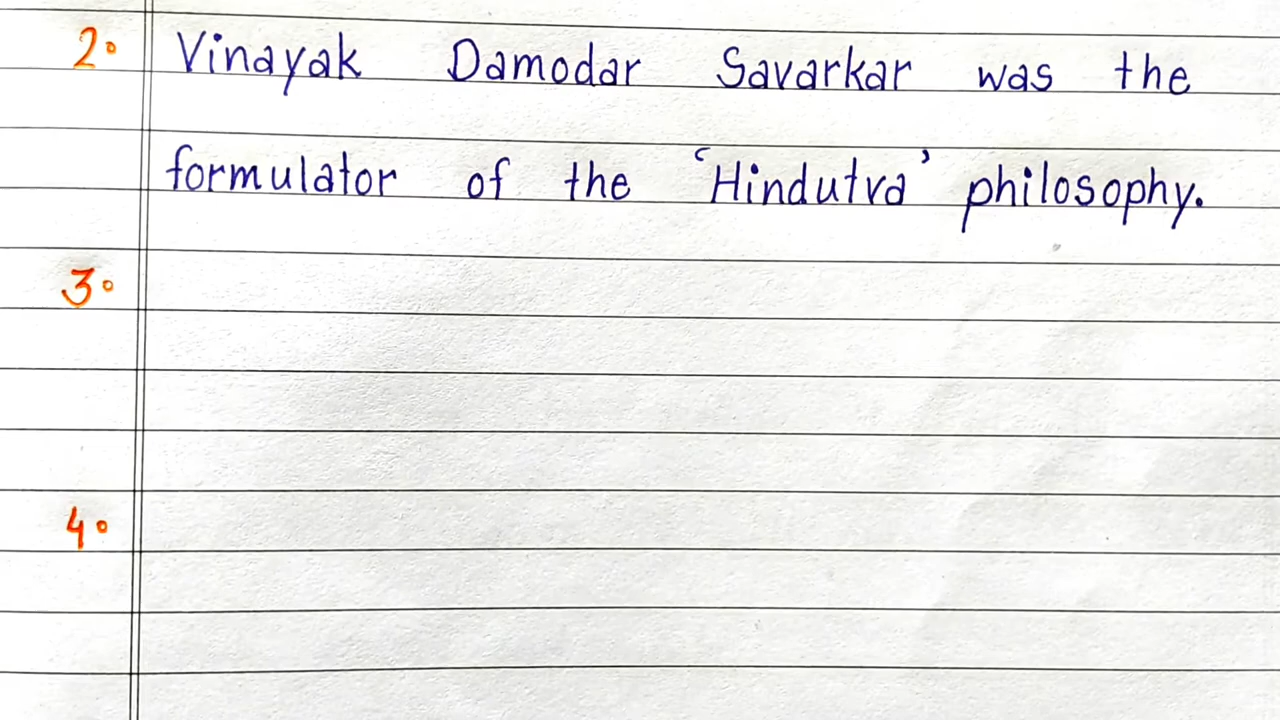 2. Vinayak Damodar Savarkar was the
formulator of the ‘Hindutva’ philosophy.
3.
4.